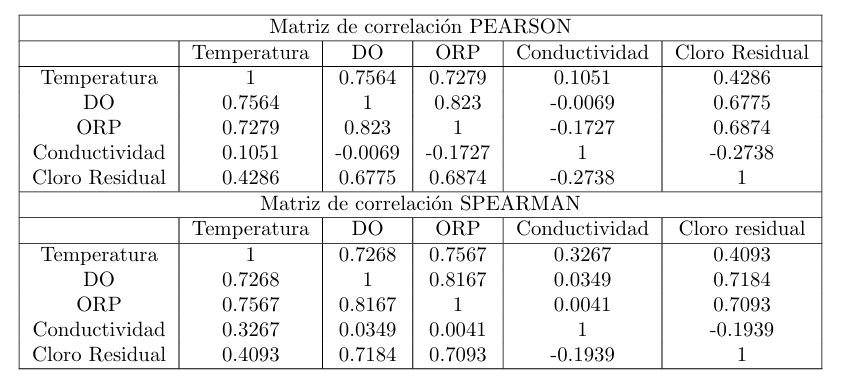 Matriz de correlación PEARSON
Temperatura DO ORP Conductividad Cloro Residual
Temperatura 1 0.7564 0.7279 0.1051 0.4286
DO 0.7564 1 0.823 -0.0069 0.6775
ORP 0.7279 0.823 1 -0.1727 0.6874
Conductividad 0.1051 -0.0069 -0.1727 1 -0.2738
Cloro Residual 0.4286 0.6775 0.6874 -0.2738 1
Matriz de correlación SPEARMAN
Temperatura DO ORP Conductividad Cloro residual
Temperatura 1 0.7268 0.7567 0.3267 0.4093
DO 0.7268 1 0.8167 0.0349 0.7184
ORP 0.7567 0.8167 1 0.0041 0.7093
Conductividad 0.3267 0.0349 0.0041 1 -0.1939
Cloro Residual 0.4093 0.7184 0.7093 -0.1939 1